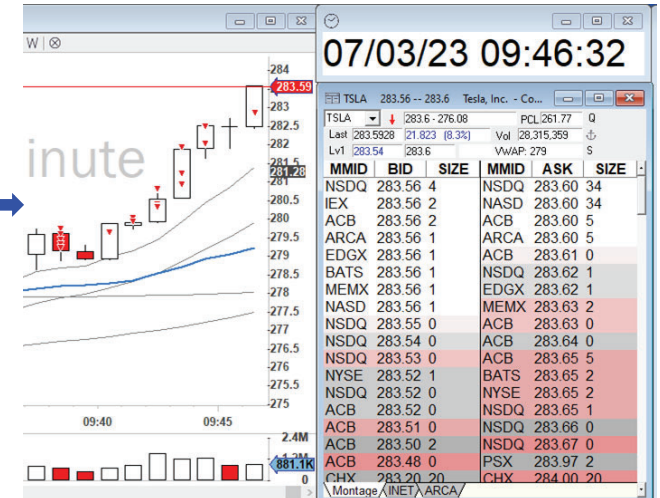 W
07/03/23 09:46:32
inute
284
283.59
283
282.5
282
281.5
281.28
281
280.5
280
279.5
279
278.5
278
277.5
277
276.5
276
275.5
275
09:40 09:45
2.4M
1.2M
881.1K
0
TSLA 283.56 -- 283.6 Tesla, Inc. - Co...
TSLA 283.6 - 276.08 PCL 261.77 Q
Last 283.5928 21.823 (8.3%) Vol 28,315,359
Lv1 283.54 283.6 VWAP: 279 S
MMID BID SIZE MMID ASK SIZE
NSDQ 283.56 4 NSDQ 283.60 34
IEX 283.56 2 NASD 283.60 34
ACB 283.56 2 ACB 283.60 5
ARCA 283.56 1 ARCA 283.60 5
EDGX 283.56 1 ACB 283.61 0
BATS 283.56 1 NSDQ 283.62 1
MEMX 283.56 1 EDGX 283.62 1
NASD 283.56 1 MEMX 283.63 2
NSDQ 283.55 0 ACB 283.63 0
NSDQ 283.54 0 ACB 283.64 0
NSDQ 283.53 0 ACB 283.65 5
NYSE 283.52 1 BATS 283.65 2
NSDQ 283.52 0 NYSE 283.65 2
ACB 283.52 0 NSDQ 283.65 1
ACB 283.51 0 NSDQ 283.66 0
ACB 283.50 2 NSDQ 283.67 0
ACB 283.48 0 PSX 283.97 2
CHX 283.20 20 CHX 284.00 20
Montage INET ARCA